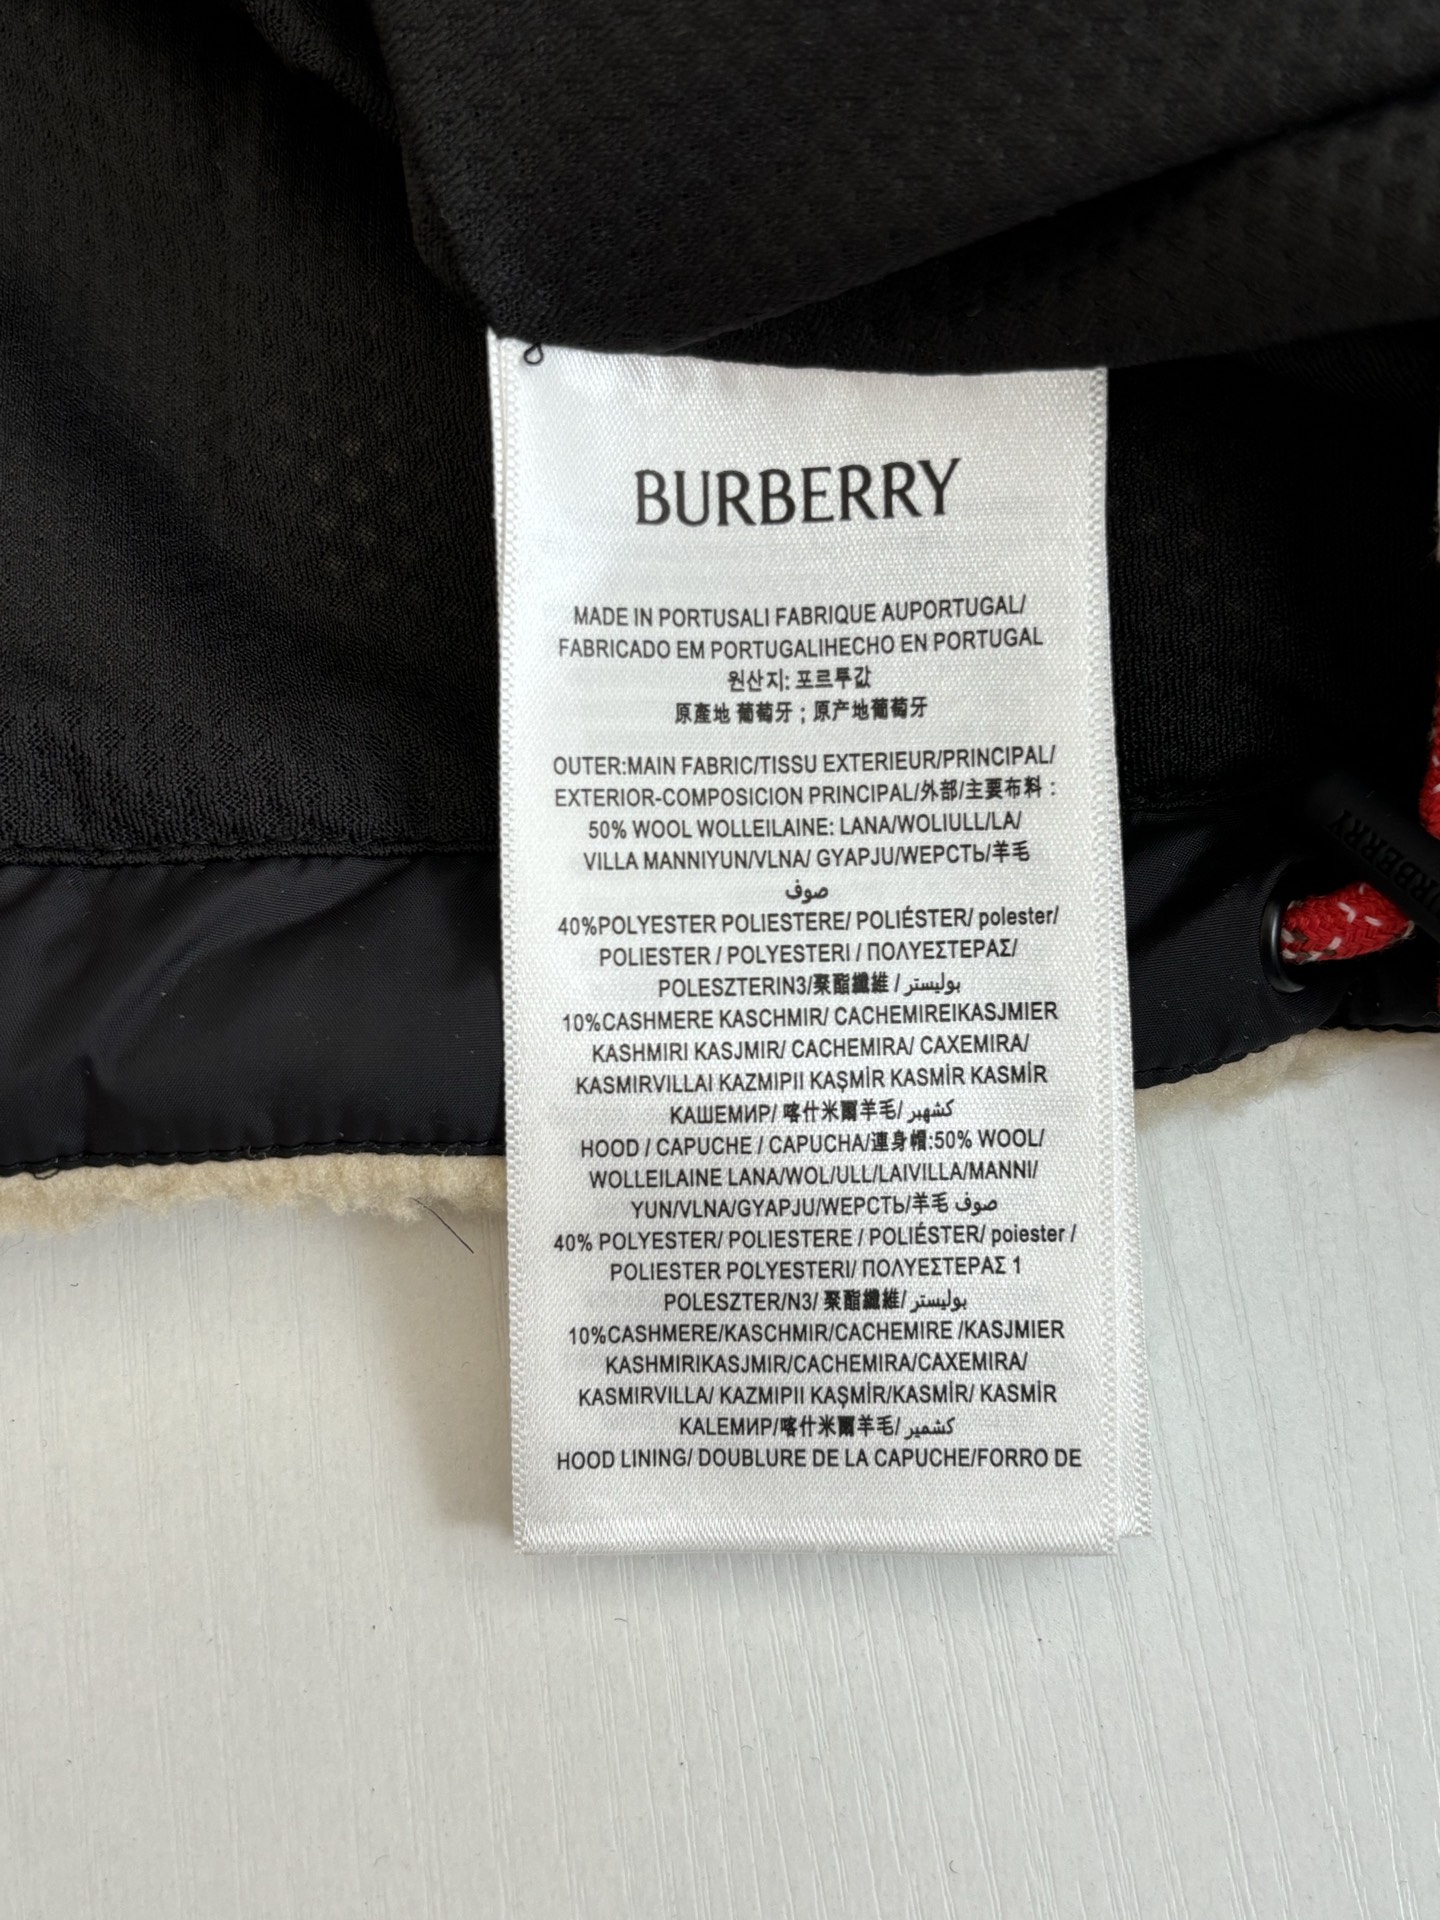 BURBERRY
MADE IN PORTUSALI FABRIQUE AUPORTUGAL/
FABRICADO EM PORTUGALIHECHO EN PORTUGAL
원산지: 포르투값
原產地 葡萄牙 ; 原产地葡萄牙
OUTER:MAIN FABRIC/TISSU EXTERIEUR/PRINCIPAL/
EXTERIOR-COMPOSICION PRINCIPAL/外部/主要布料 :
50% WOOL WOLLEILAINE: LANA/WOLIULL/LA/
VILLA MANNIYUN/VLNA/ GYAPJU/WEPCTЬ/羊毛
صوف
40%POLYESTER POLIESTERE/ POLIÉSTER/ polester/
POLIESTER / POLYESTERI / ΠΟΛΥΕΣΤΕΡΑΣ/
POLESZTERIN3/聚酯纖維 / بوليستر
10%CASHMERE KASCHMIR/ CACHEMIREIKASJMIER
KASHMIRI KASJMIR/ CACHEMIRA/ CAXEMIRA/
KASMIRVILLAI KAZMIPII KAŞMİR KASMİR KASMİR
КАШЕМИР/ 喀什米爾羊毛/ كشهير
HOOD / CAPUCHE / CAPUCHA/連身帽:50% WOOL/
WOLLEILAINE LANA/WOL/ULL/LAIVILLA/MANNI/
YUN/VLNA/GYAPJU/WEPCTЬ/羊毛 صوف
40% POLYESTER/ POLIESTERE / POLIÉSTER/ poiester /
POLIESTER POLYESTERI/ ΠΟΛΥΕΣΤΕΡΑΣ 1
POLESZTER/N3/ 聚酯纖維/ بوليستر
10%CASHMERE/KASCHMIR/CACHEMIRE /KASJMIER
KASHMIRIKASJMIR/CACHEMIRA/CAXEMIRA/
KASMIRVILLA/ KAZMIPII KAŞMİR/KASMİR/ KASMİR
KALEМИР/喀什米爾羊毛/ كشمير
HOOD LINING/ DOUBLURE DE LA CAPUCHE/FORRO DE